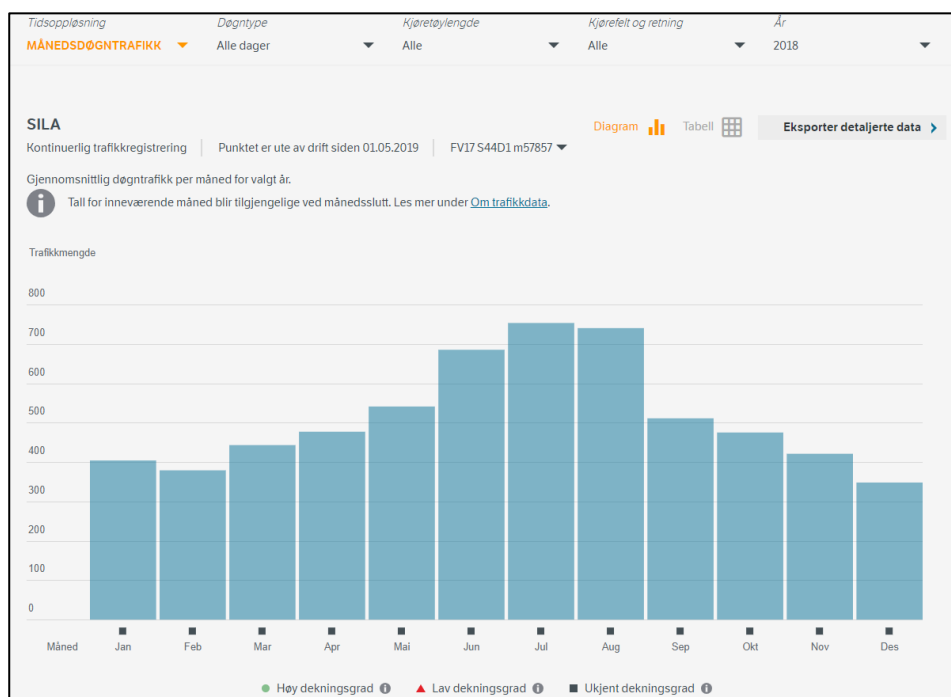 Tidsoppløsning Døgntype Kjøretøylengde Kjørefelt og retning År
MÅNEDSDØGNTRAFIKK Alle dager Alle Alle 2018
SILA
Diagram Tabell Eksporter detaljerte data
Kontinuerlig trafikkregistrering Punktet er ute av drift siden 01.05.2019 FV17 S44D1 m57857
Gjennomsnittlig døgntrafikk per måned for valgt år.
Tall for inneværende måned blir tilgjengelige ved månedsslutt. Les mer under Om trafikkdata.
Trafikkmengde
800
700
600
500
400
300
200
100
0
Måned Jan Feb Mar Apr Mai Jun Jul Aug Sep Okt Nov Des
Høy dekningsgrad Lav dekningsgrad Ukjent dekningsgrad